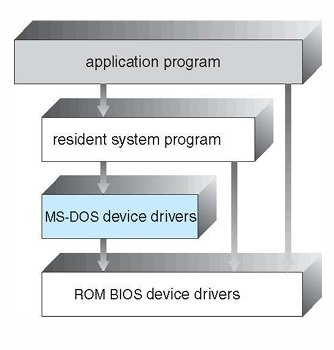 application program
resident system program
MS-DOS device drivers
ROM BIOS device drivers